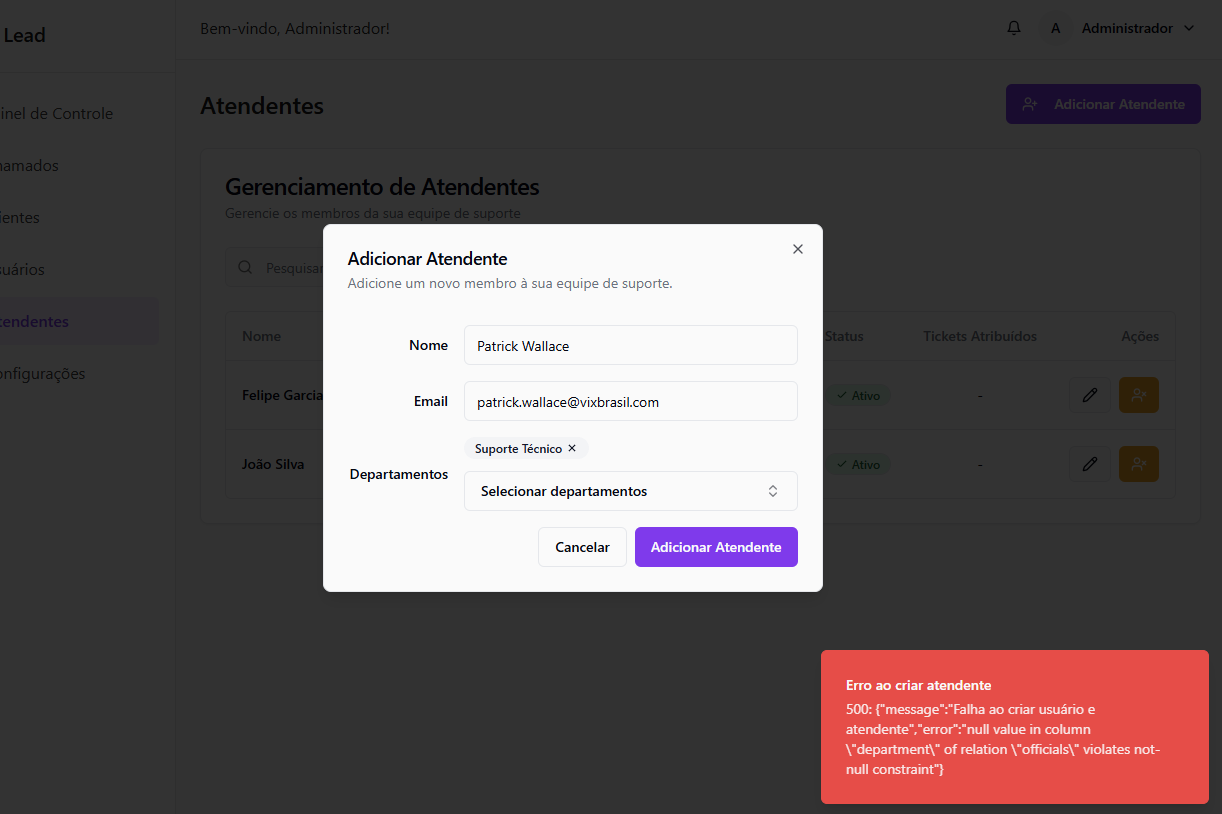 Lead
Bem-vindo, Administrador!
A
Administrador
inel de Controle
hamados
ientes
suários
tendentes
onfigurações
Atendentes
Adicionar Atendente
Gerenciamento de Atendentes
Gerencie os membros da sua equipe de suporte
Pesquisar
Nome
Status
Tickets Atribuídos
Ações
Felipe Garcia
Ativo
-
João Silva
Ativo
-
Adicionar Atendente
Adicione um novo membro à sua equipe de suporte.
Nome
Patrick Wallace
Email
patrick.wallace@vixbrasil.com
Departamentos
Suporte Técnico
Selecionar departamentos
Cancelar
Adicionar Atendente
Erro ao criar atendente
500: {"message":"Falha ao criar usuário e
atendente","error":"null value in column
\"department\" of relation \"officials\" violates not-
null constraint"}